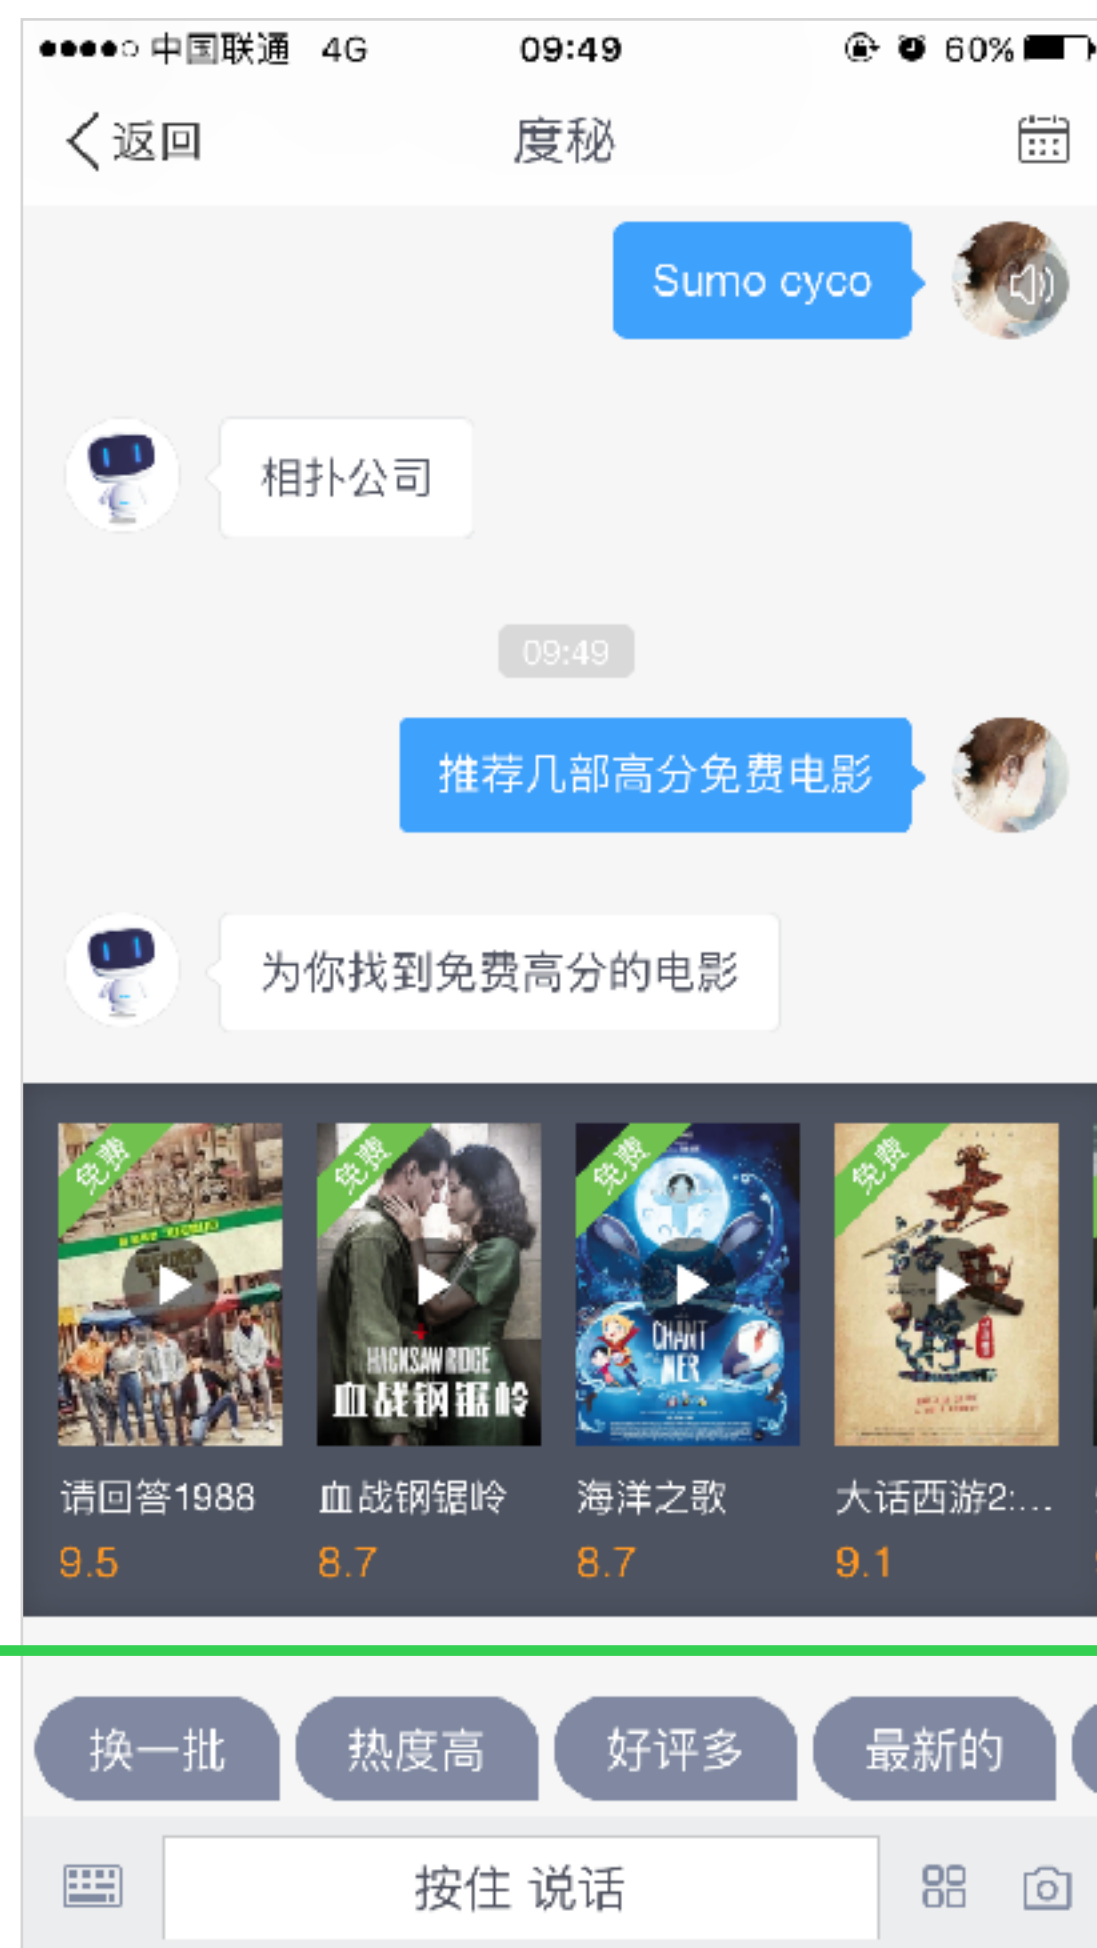 中国联通 4G 09:49 60%
返回 度秘
Sumo cyco
相扑公司
09:49
推荐几部高分免费电影
为你找到免费高分的电影
免费 免费 免费 免费
HACKSAW RIDGE
血战钢锯岭
CHANT
MER
大话西游
请回答1988 血战钢锯岭 海洋之歌 大话西游2:...
9.5 8.7 8.7 9.1
换一批 热度高 好评多 最新的
按住 说话